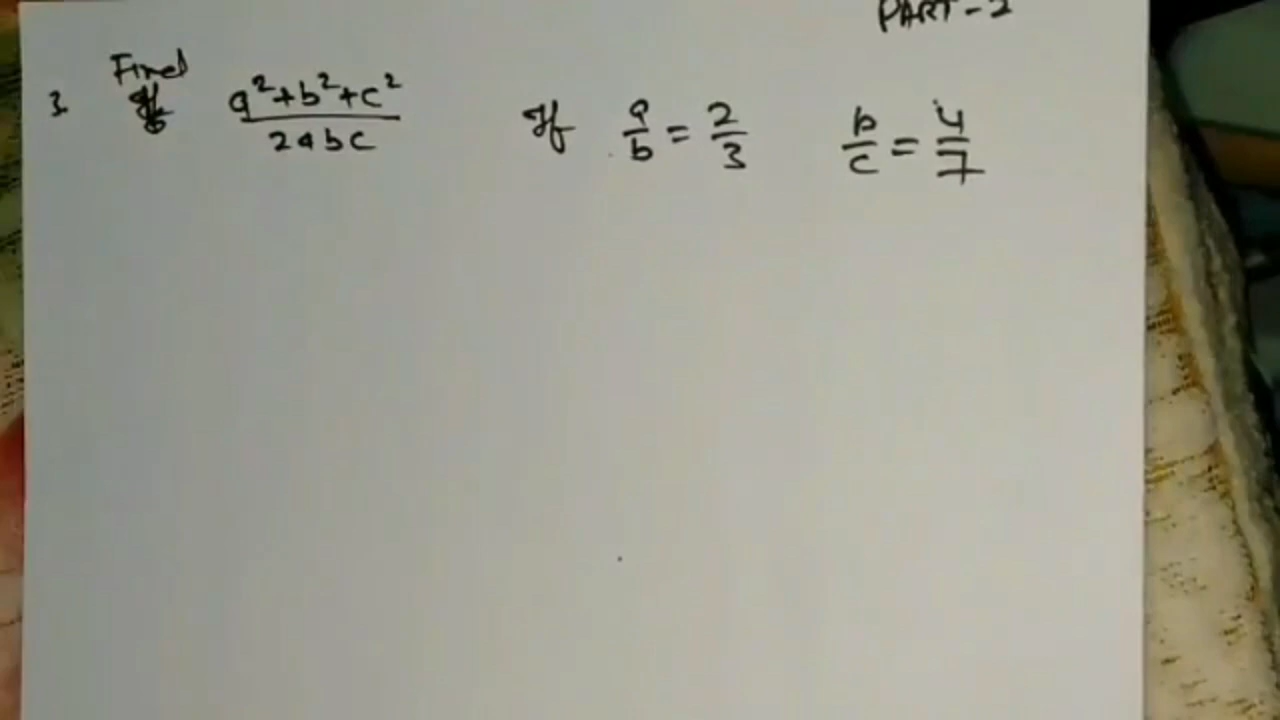 PART-2
3 Find (a²+b²+c²)/(2abc) If a/b = 2/3 b/c = 4/7